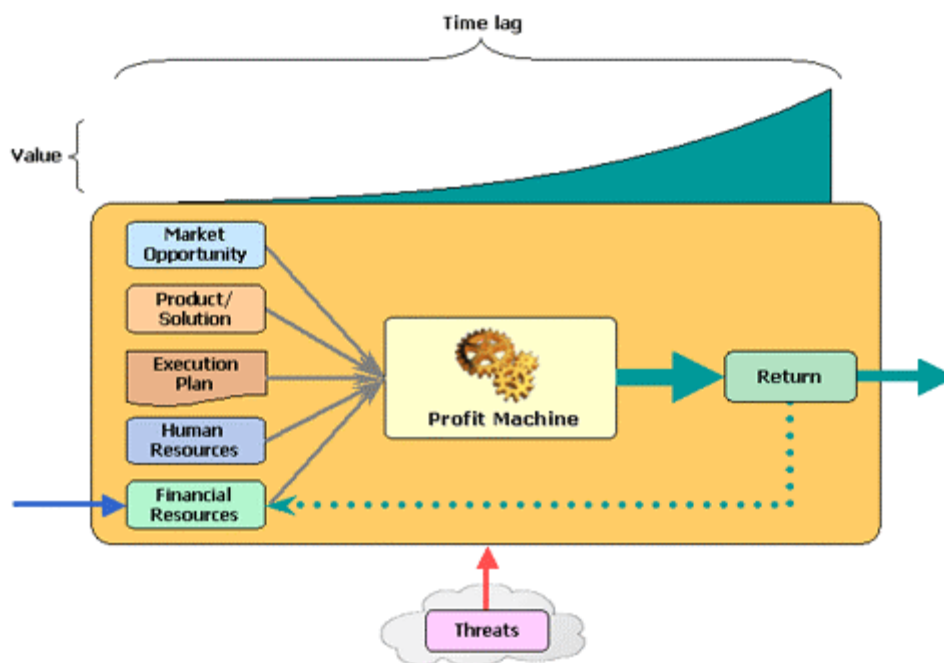 Time lag
Value
Market
Opportunity
Product/
Solution
Execution
Plan
Human
Resources
Financial
Resources
Profit Machine
Return
Threats